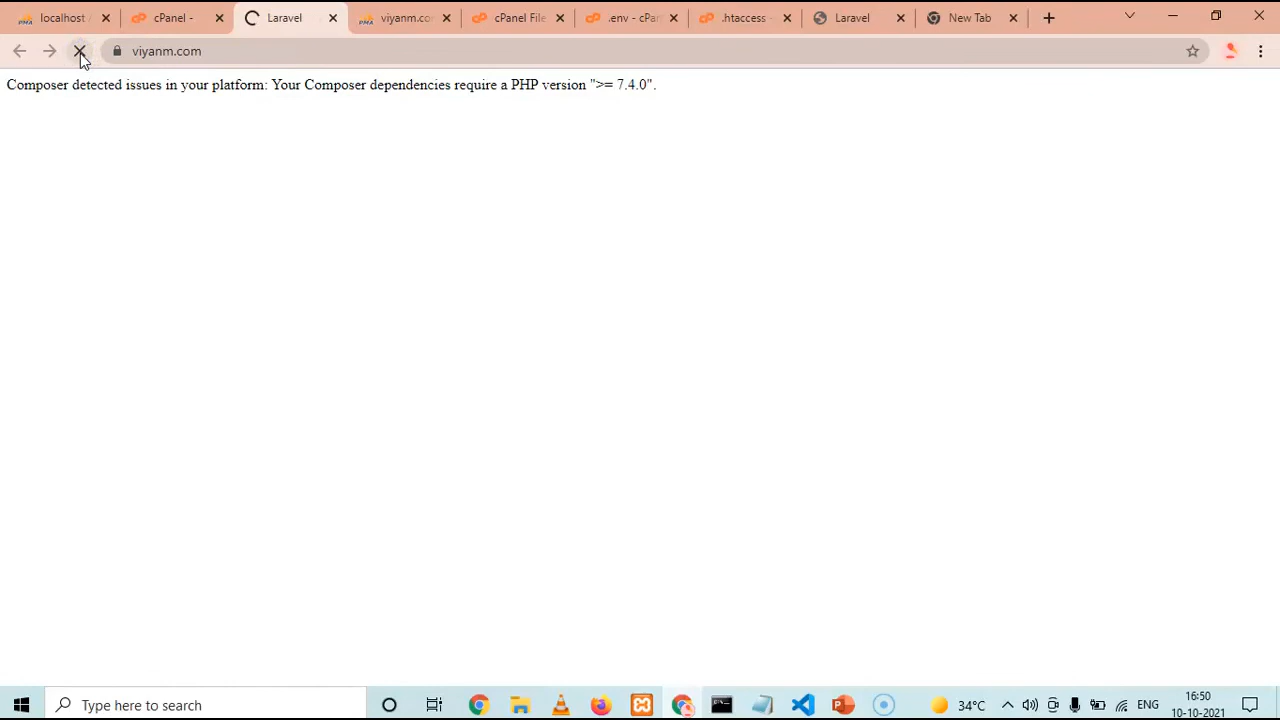 localhost
cPanel -
Laravel
viyanm.co
cPanel File
.env - cPa
.htaccess -
Laravel
New Tab
viyanm.com
Composer detected issues in your platform: Your Composer dependencies require a PHP version ">= 7.4.0".
Type here to search
34°C
ENG
16:50
10-10-2021